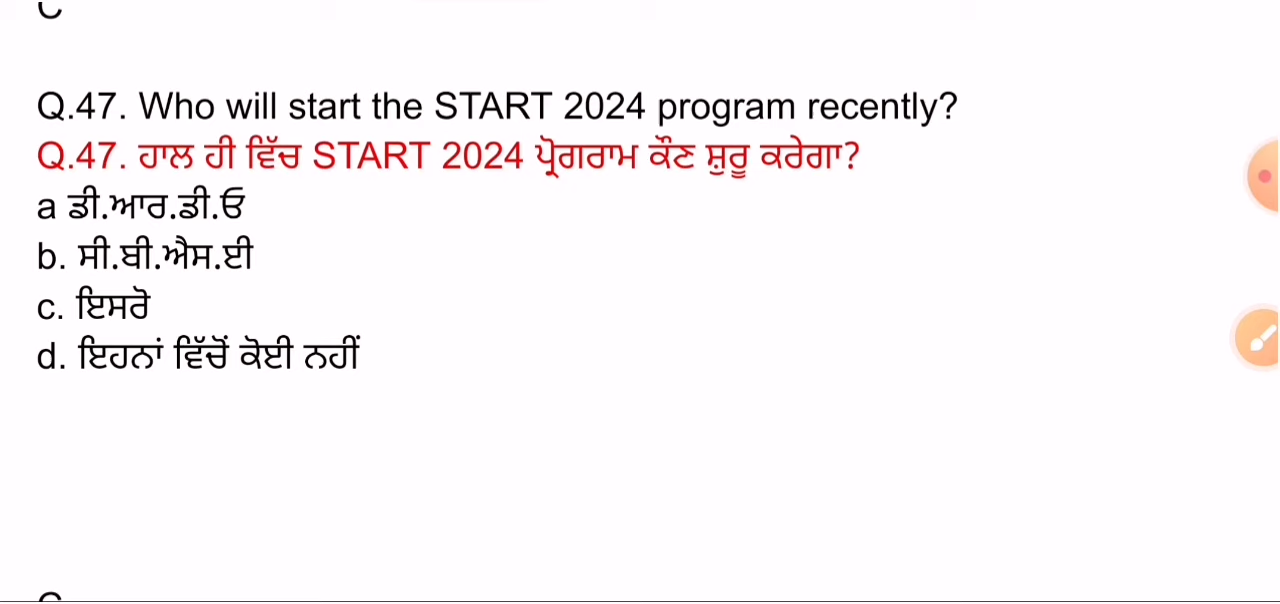 Q.47. Who will start the START 2024 program recently?
Q.47. ਹਾਲ ਹੀ ਵਿੱਚ START 2024 ਪ੍ਰੋਗਰਾਮ ਕੌਣ ਸ਼ੁਰੂ ਕਰੇਗਾ?
a ਡੀ.ਆਰ.ਡੀ.ਓ
b. ਸੀ.ਬੀ.ਐਸ.ਈ
c. ਇਸਰੋ
d. ਇਹਨਾਂ ਵਿੱਚੋਂ ਕੋਈ ਨਹੀਂ